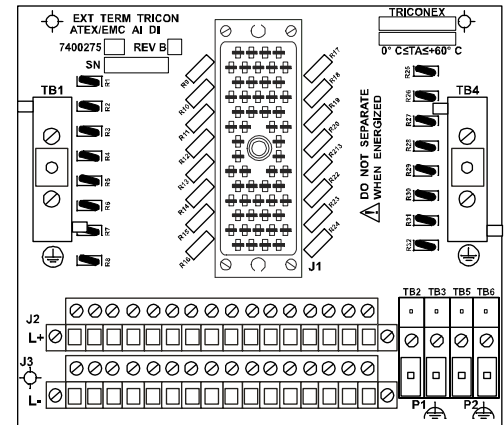 EXT TERM TRICON
ATEX/EMC AI DI
7400275 REV B
SN
TRICONEX
0° C≤TA≤+60° C
TB1
TB4
R1
R2
R3
R4
R5
R6
R7
R8
R9
R10
R11
R12
R13
R14
R15
R16
R17
R18
R19
R20
R213
R22
R23
R24
R25
R26
R27
R28
R29
R30
R31
R32
DO NOT SEPARATE
WHEN ENERGIZED
J1
J2
L+
J3
L-
TB2 TB3 TB5 TB6
P1 P2